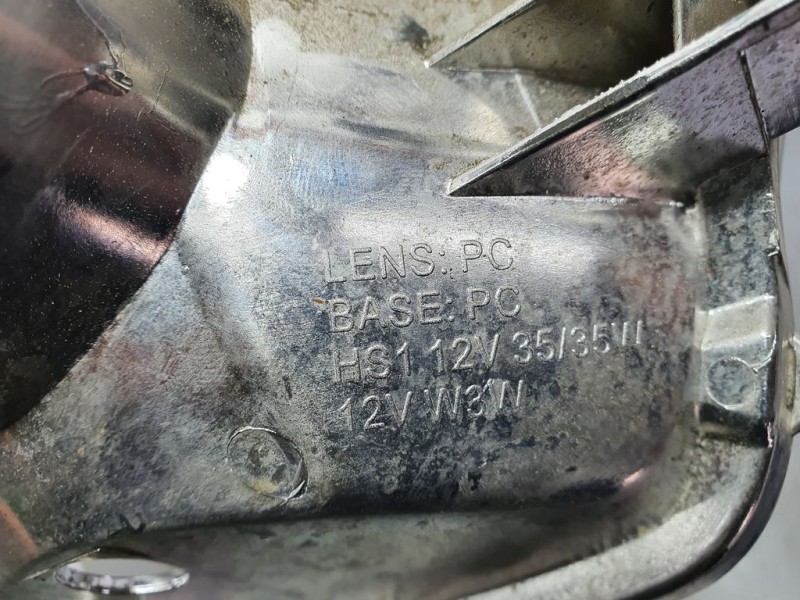 LENS: PC
BASE: PC
HS1 12V 35/35W
12V W3W